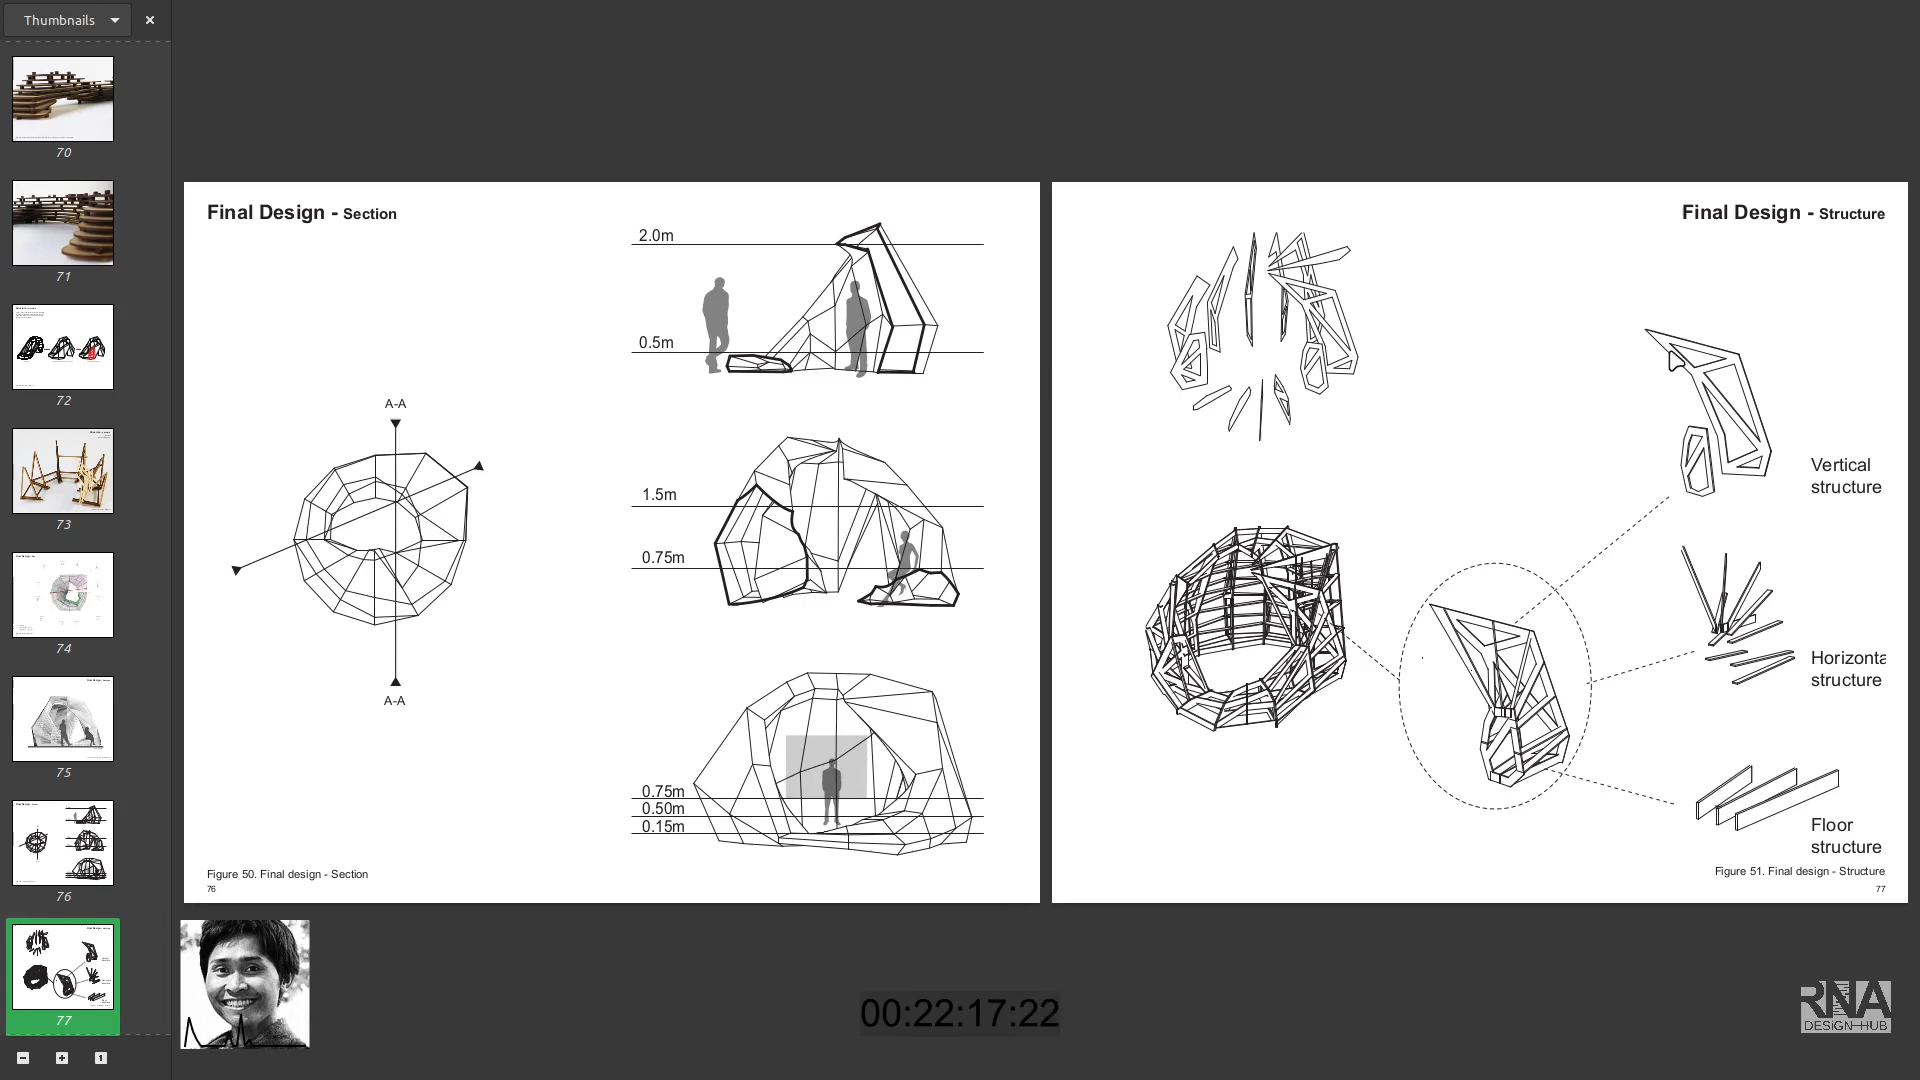 Thumbnails
70
71
72
73
74
75
76
77
Final Design - Section
2.0m
0.5m
A-A
1.5m
0.75m
A-A
0.75m
0.50m
0.15m
Figure 50. Final design - Section
76
Final Design - Structure
Vertical
structure
Horizonta
structure
Floor
structure
Figure 51. Final design - Structure
77
00:22:17:22
RNA
DESiGN-HUB